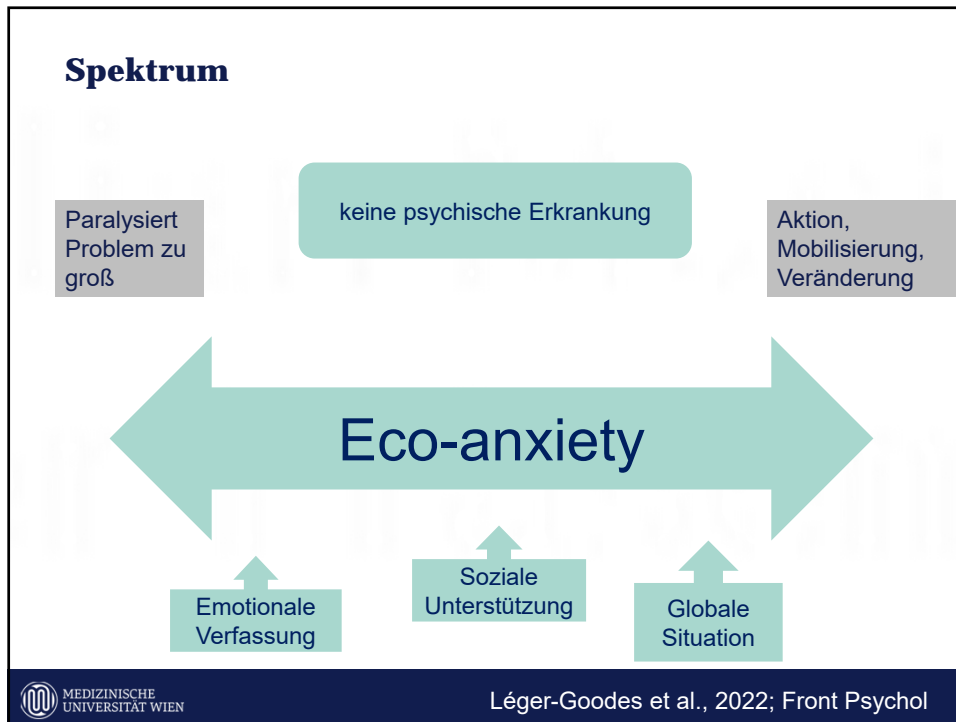 Spektrum
keine psychische Erkrankung
Paralysiert
Problem zu
groß
Aktion,
Mobilisierung,
Veränderung
Eco-anxiety
Emotionale
Verfassung
Soziale
Unterstützung
Globale
Situation
MEDIZINISCHE
UNIVERSITÄT WIEN
Léger-Goodes et al., 2022; Front Psychol